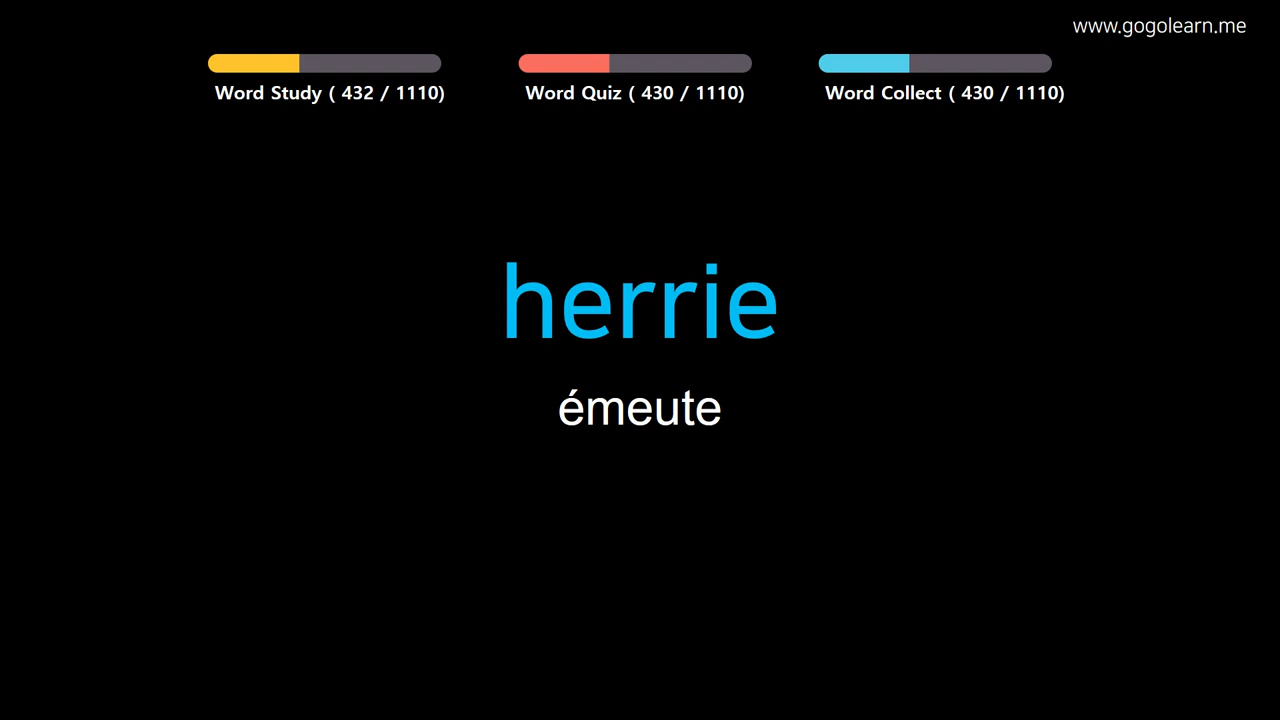 www.gogolearn.me
Word Study ( 432 / 1110)
Word Quiz ( 430 / 1110)
Word Collect ( 430 / 1110)
herrie
émeute